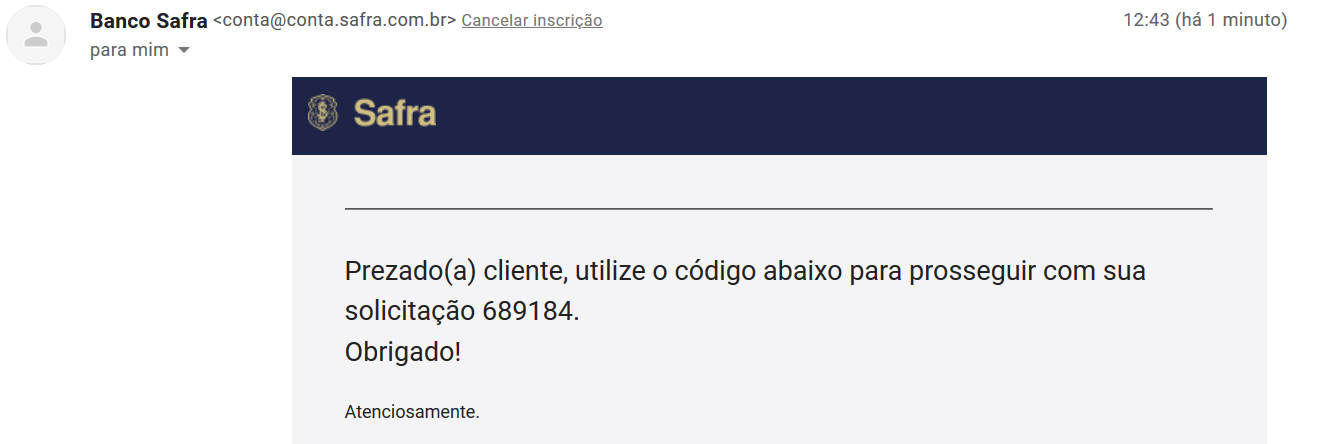 Banco Safra <conta@conta.safra.com.br> Cancelar inscrição 12:43 (há 1 minuto)
para mim
Safra
Prezado(a) cliente, utilize o código abaixo para prosseguir com sua
solicitação 689184.
Obrigado!
Atenciosamente.